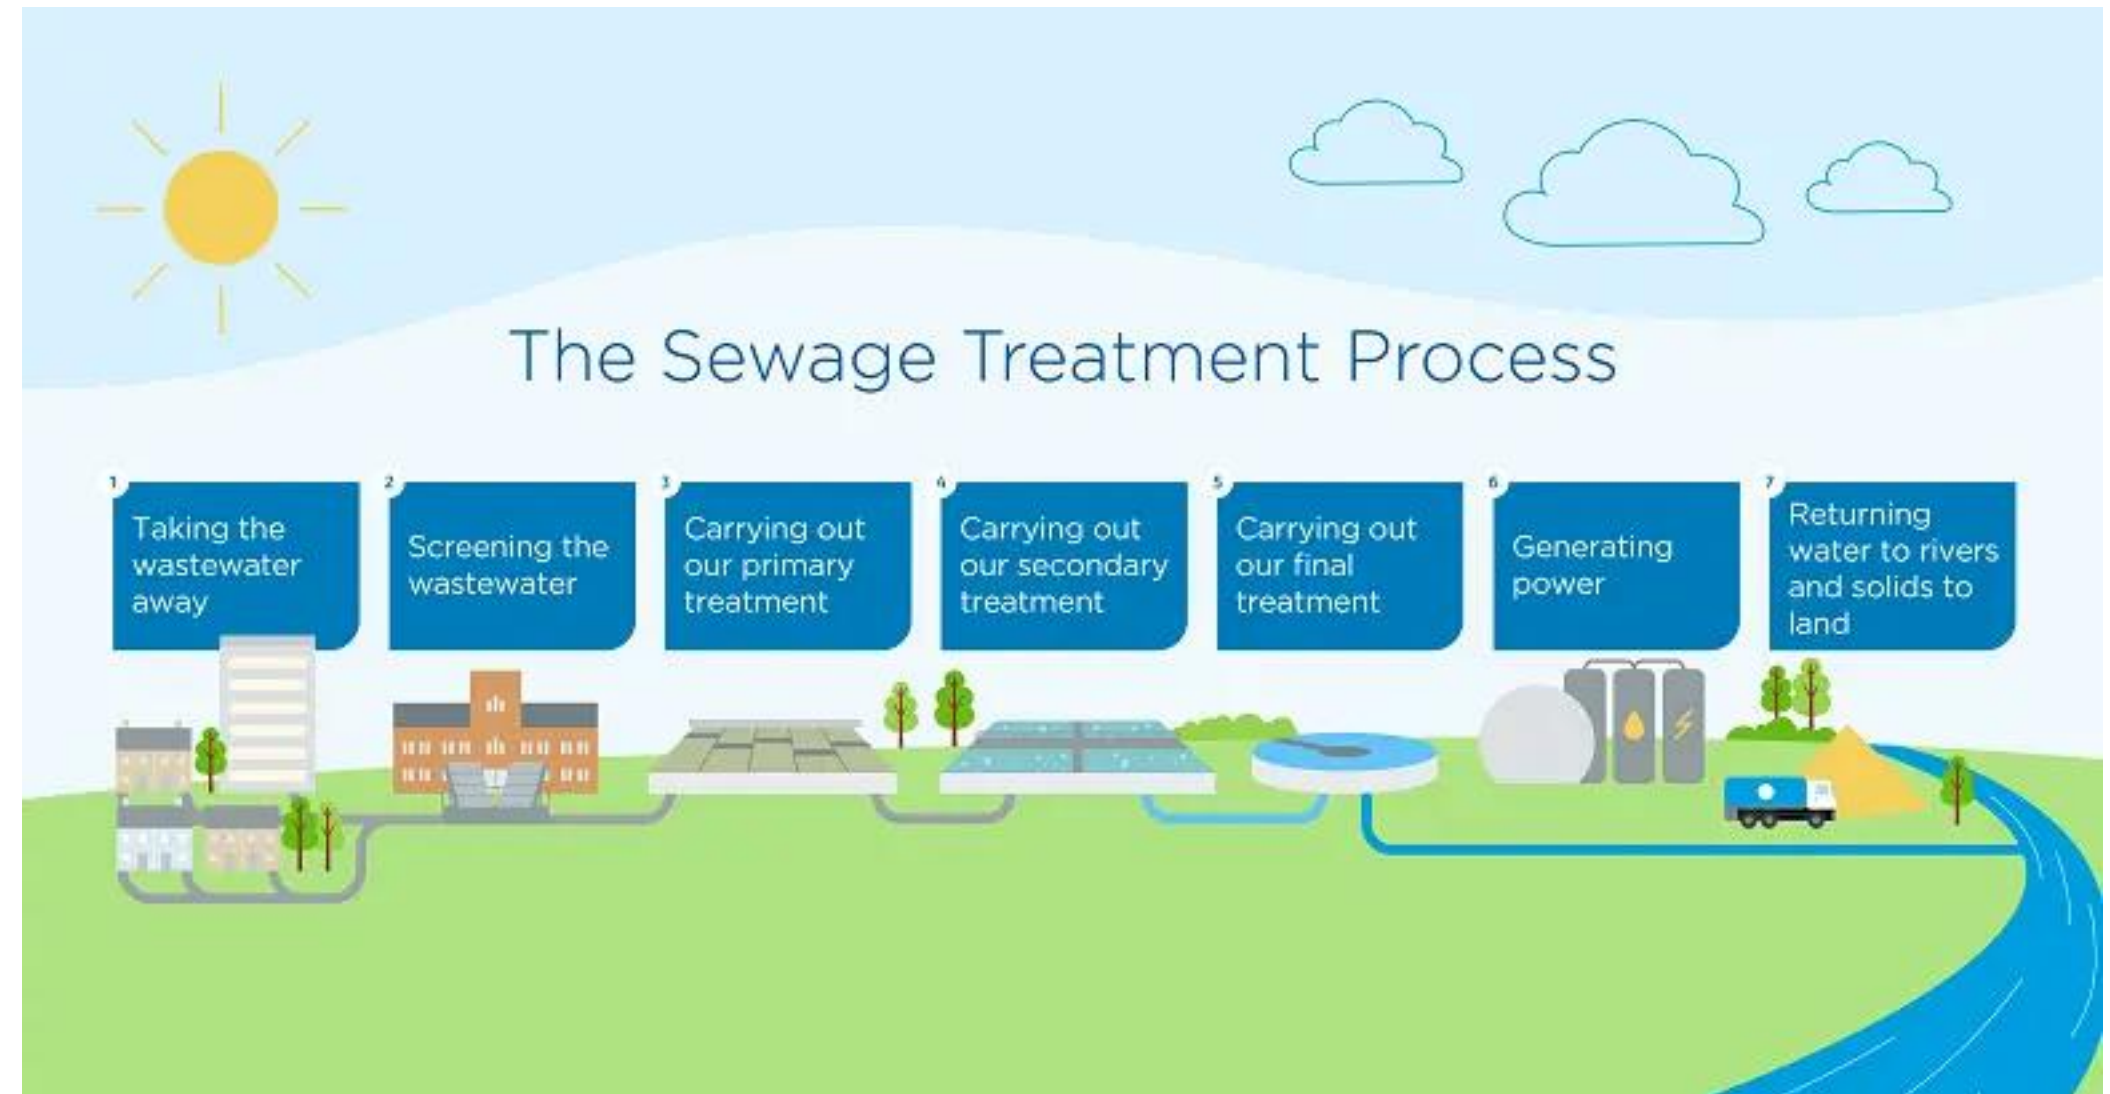 The Sewage Treatment Process
1
Taking the
wastewater
away
2
Screening the
wastewater
3
Carrying out
our primary
treatment
4
Carrying out
our secondary
treatment
5
Carrying out
our final
treatment
6
Generating
power
7
Returning
water to rivers
and solids to
land